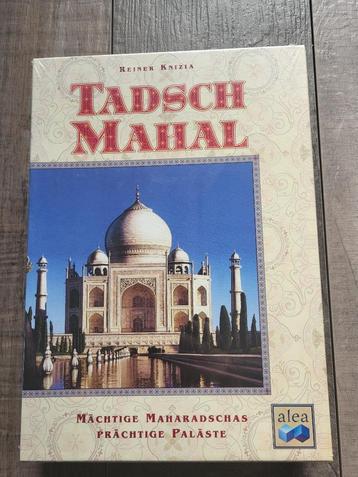 Reiner Knizia
Tadsch
Mahal
Mächtige Maharadschas
prächtige Paläste
alea